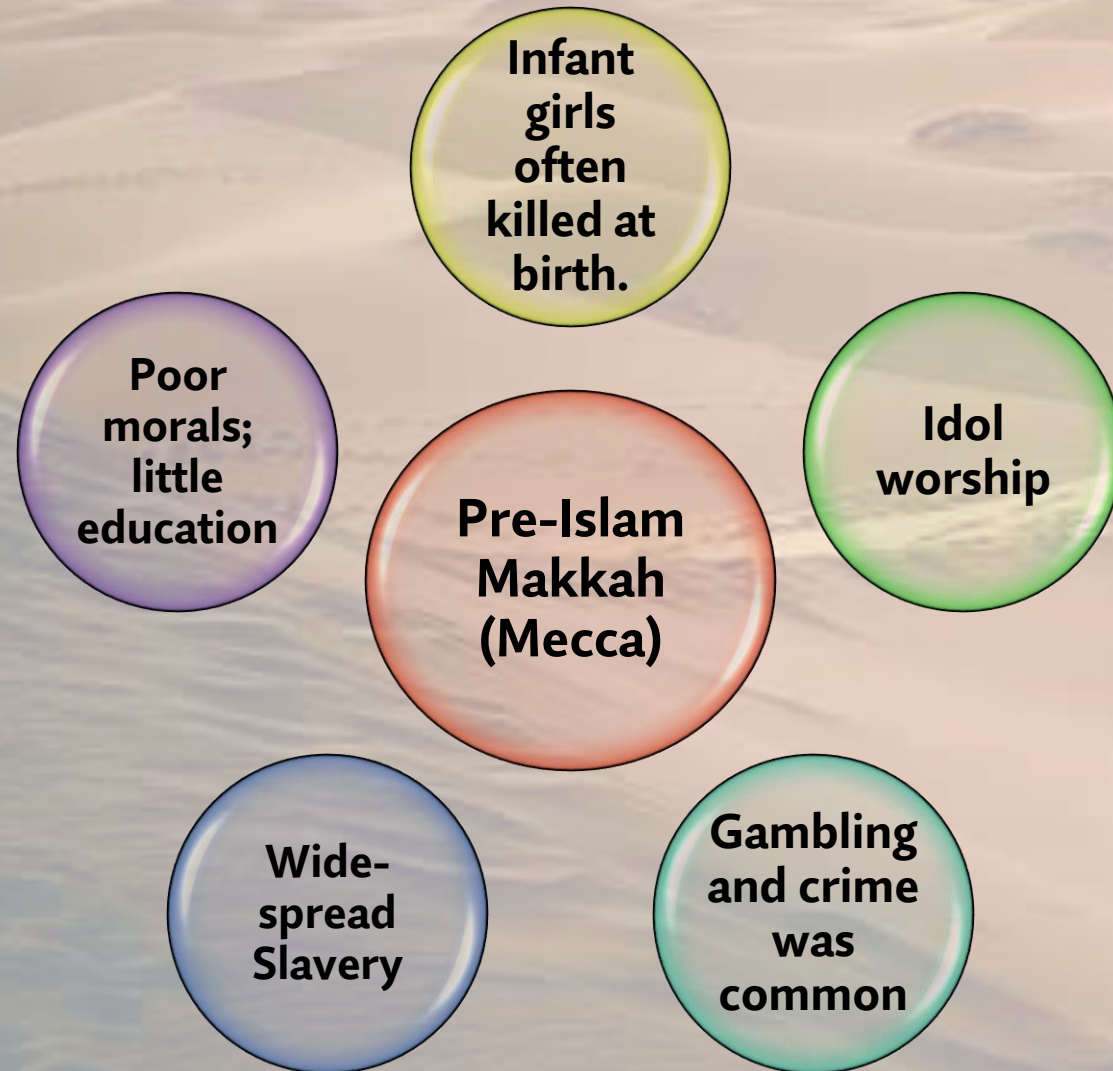 Infant
girls
often
killed at
birth.
Poor
morals;
little
education
Idol
worship
Pre-Islam
Makkah
(Mecca)
Wide-
spread
Slavery
Gambling
and crime
was
common